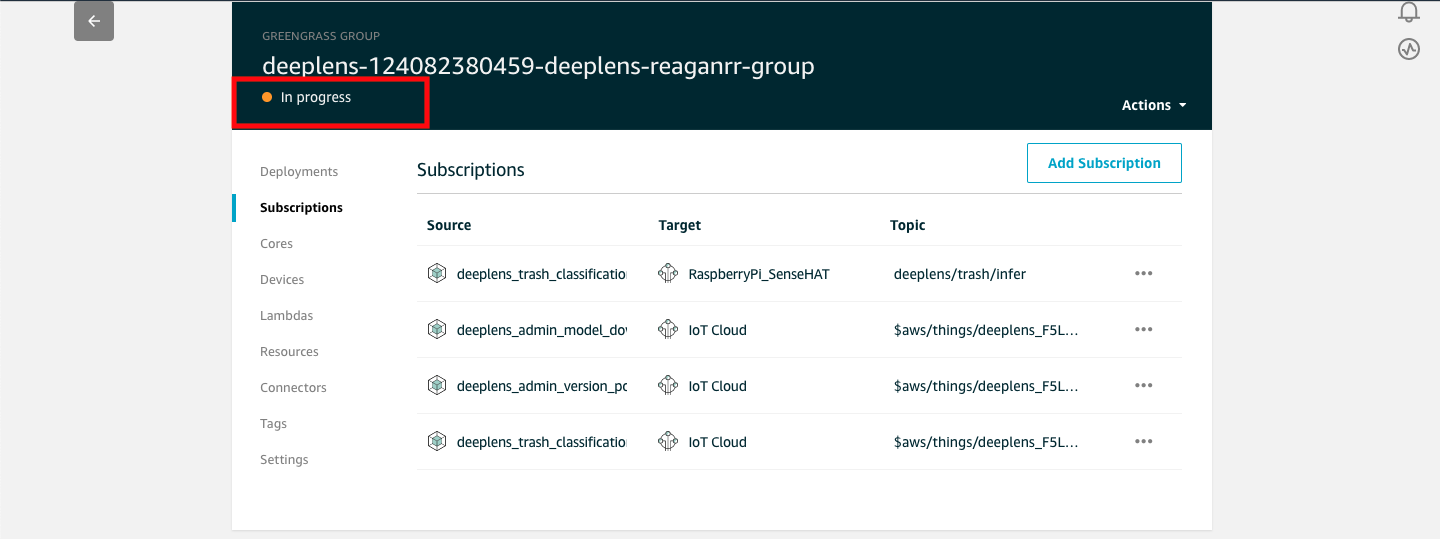 GREENGRASS GROUP
deeplens-124082380459-deeplens-reaganrr-group
In progress
Actions
Deployments
Subscriptions
Cores
Devices
Lambdas
Resources
Connectors
Tags
Settings
Subscriptions
Add Subscription
Source Target Topic
deeplens_trash_classificatio RaspberryPi_SenseHAT deeplens/trash/infer
deeplens_admin_model_do IoT Cloud $aws/things/deeplens_F5L...
deeplens_admin_version_po IoT Cloud $aws/things/deeplens_F5L...
deeplens_trash_classificatio IoT Cloud $aws/things/deeplens_F5L...